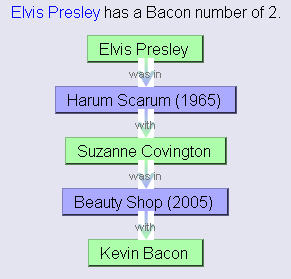 Elvis Presley has a Bacon number of 2.
Elvis Presley
was in
Harum Scarum (1965)
with
Suzanne Covington
was in
Beauty Shop (2005)
with
Kevin Bacon